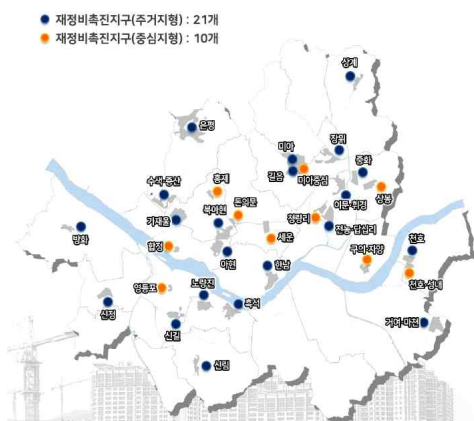 재정비촉진지구(주거지형) : 21개
재정비촉진지구(중심지형) : 10개
상계
은평
장위
미아
중화
길음
미아중심
수색·증산
홍제
상봉
돈의문
이문·휘경
가재울
북아현
청량리
전농·답십리
방화
세운
합정
천호
아현
구의·자양
한남
천호·성내
영등포
노량진
신정
흑석
신길
거여·마천
신림